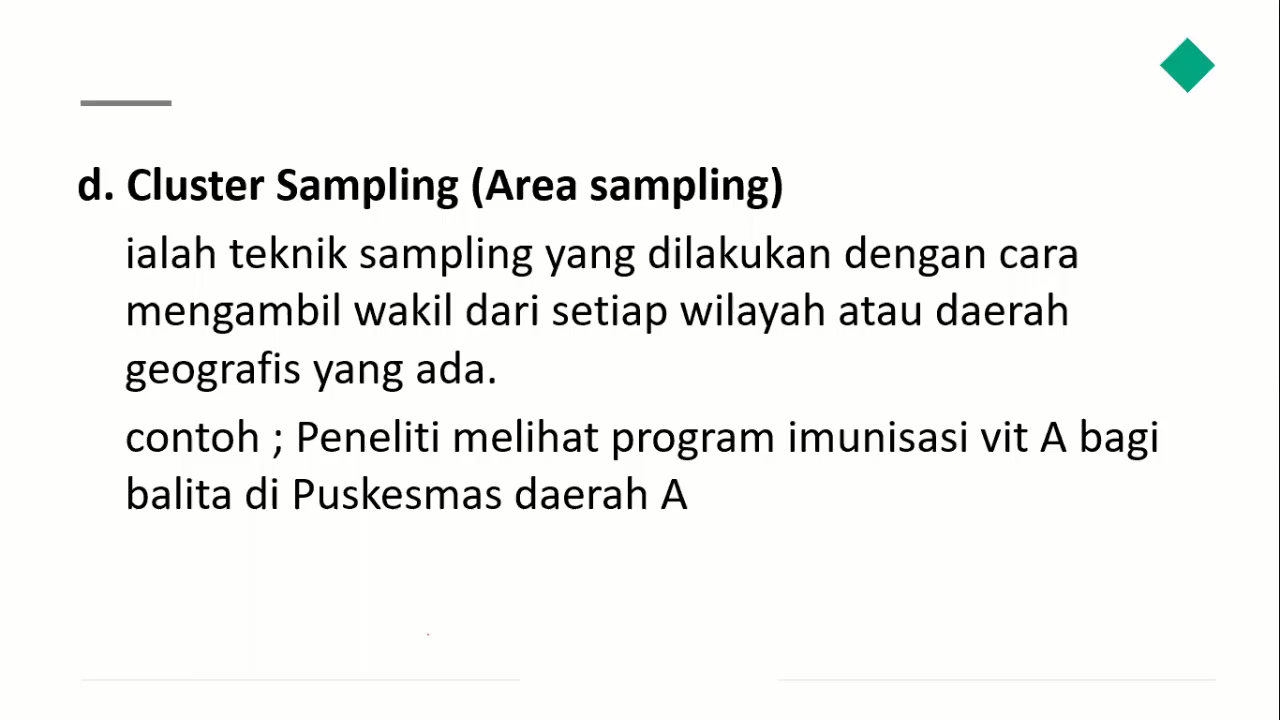 d. Cluster Sampling (Area sampling)
ialah teknik sampling yang dilakukan dengan cara
mengambil wakil dari setiap wilayah atau daerah
geografis yang ada.
contoh ; Peneliti melihat program imunisasi vit A bagi
balita di Puskesmas daerah A